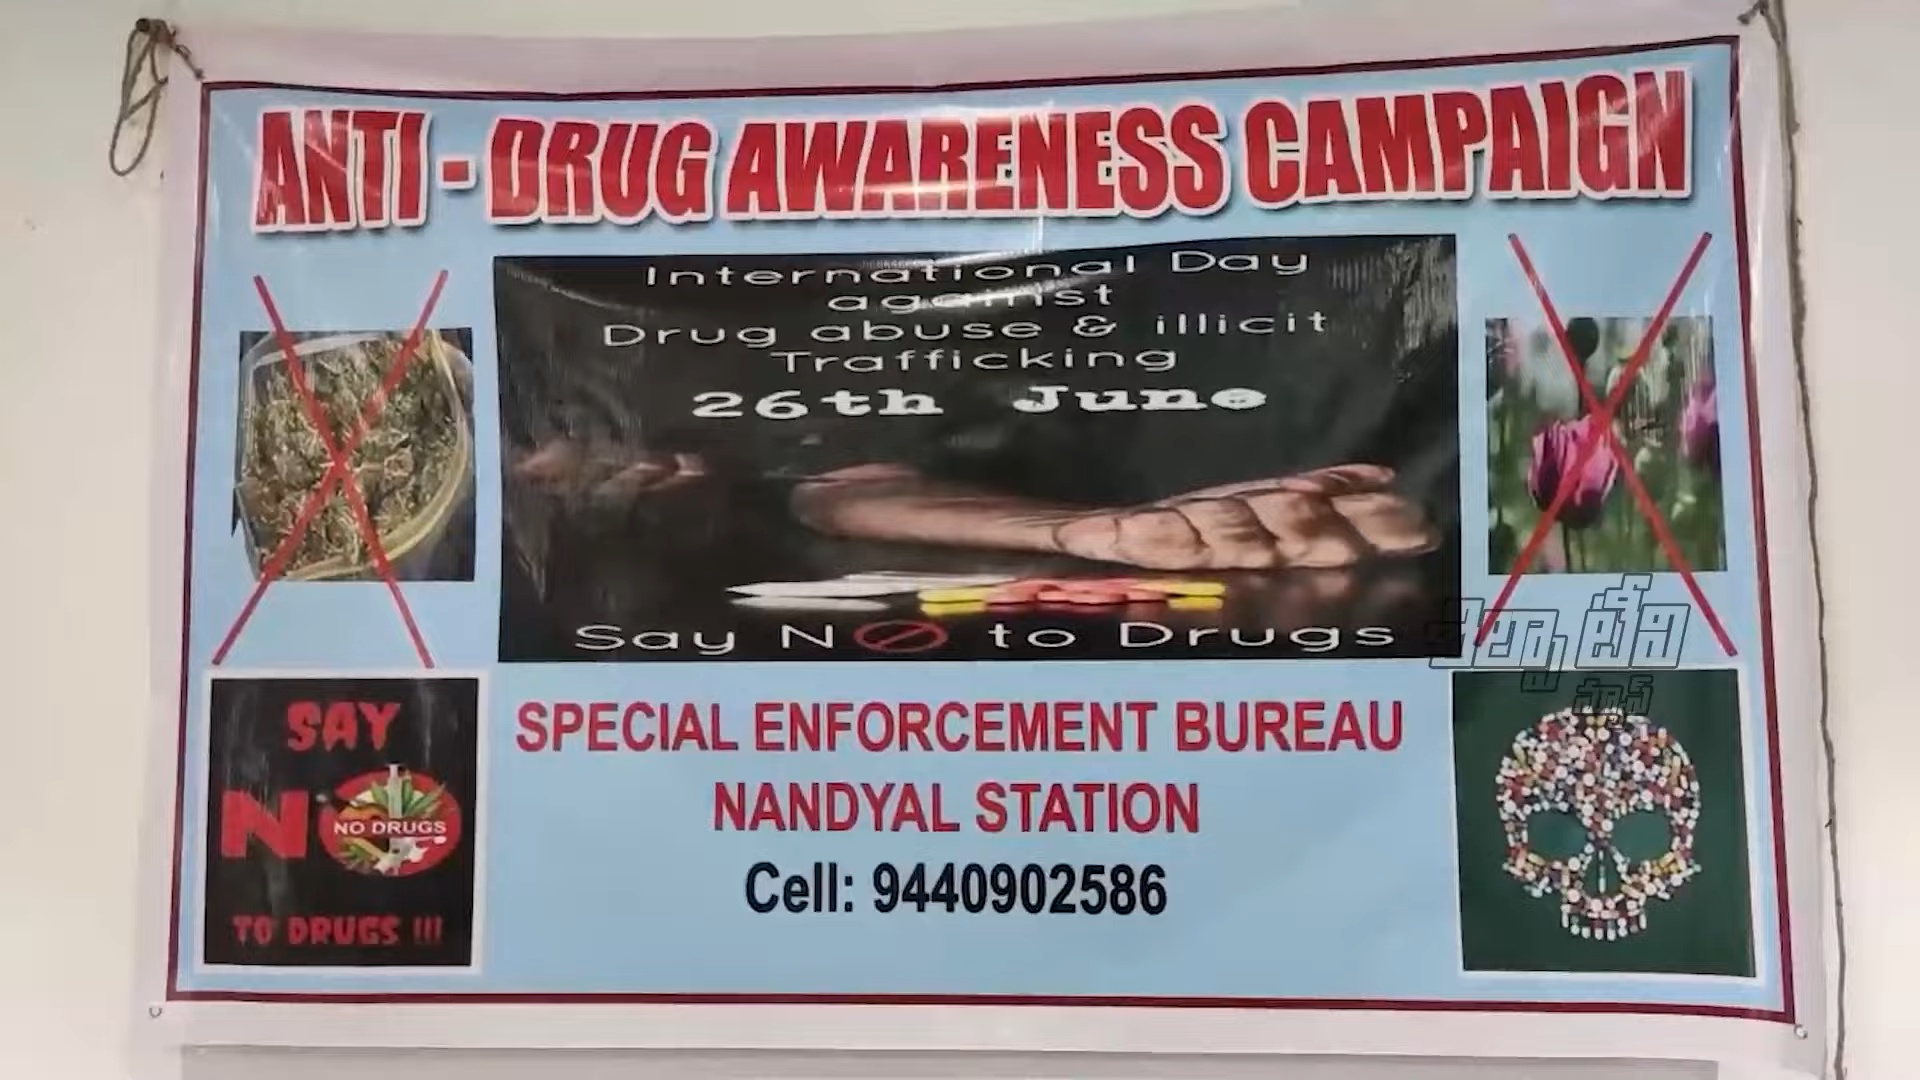 ANTI - DRUG AWARENESS CAMPAIGN
International Day
against
Drug abuse & illicit
Trafficking
26th June
Say NO to Drugs
SAY
NO
NO DRUGS
TO DRUGS !!!
SPECIAL ENFORCEMENT BUREAU
NANDYAL STATION
Cell: 9440902586
జిల్లా టీవీ
న్యూస్